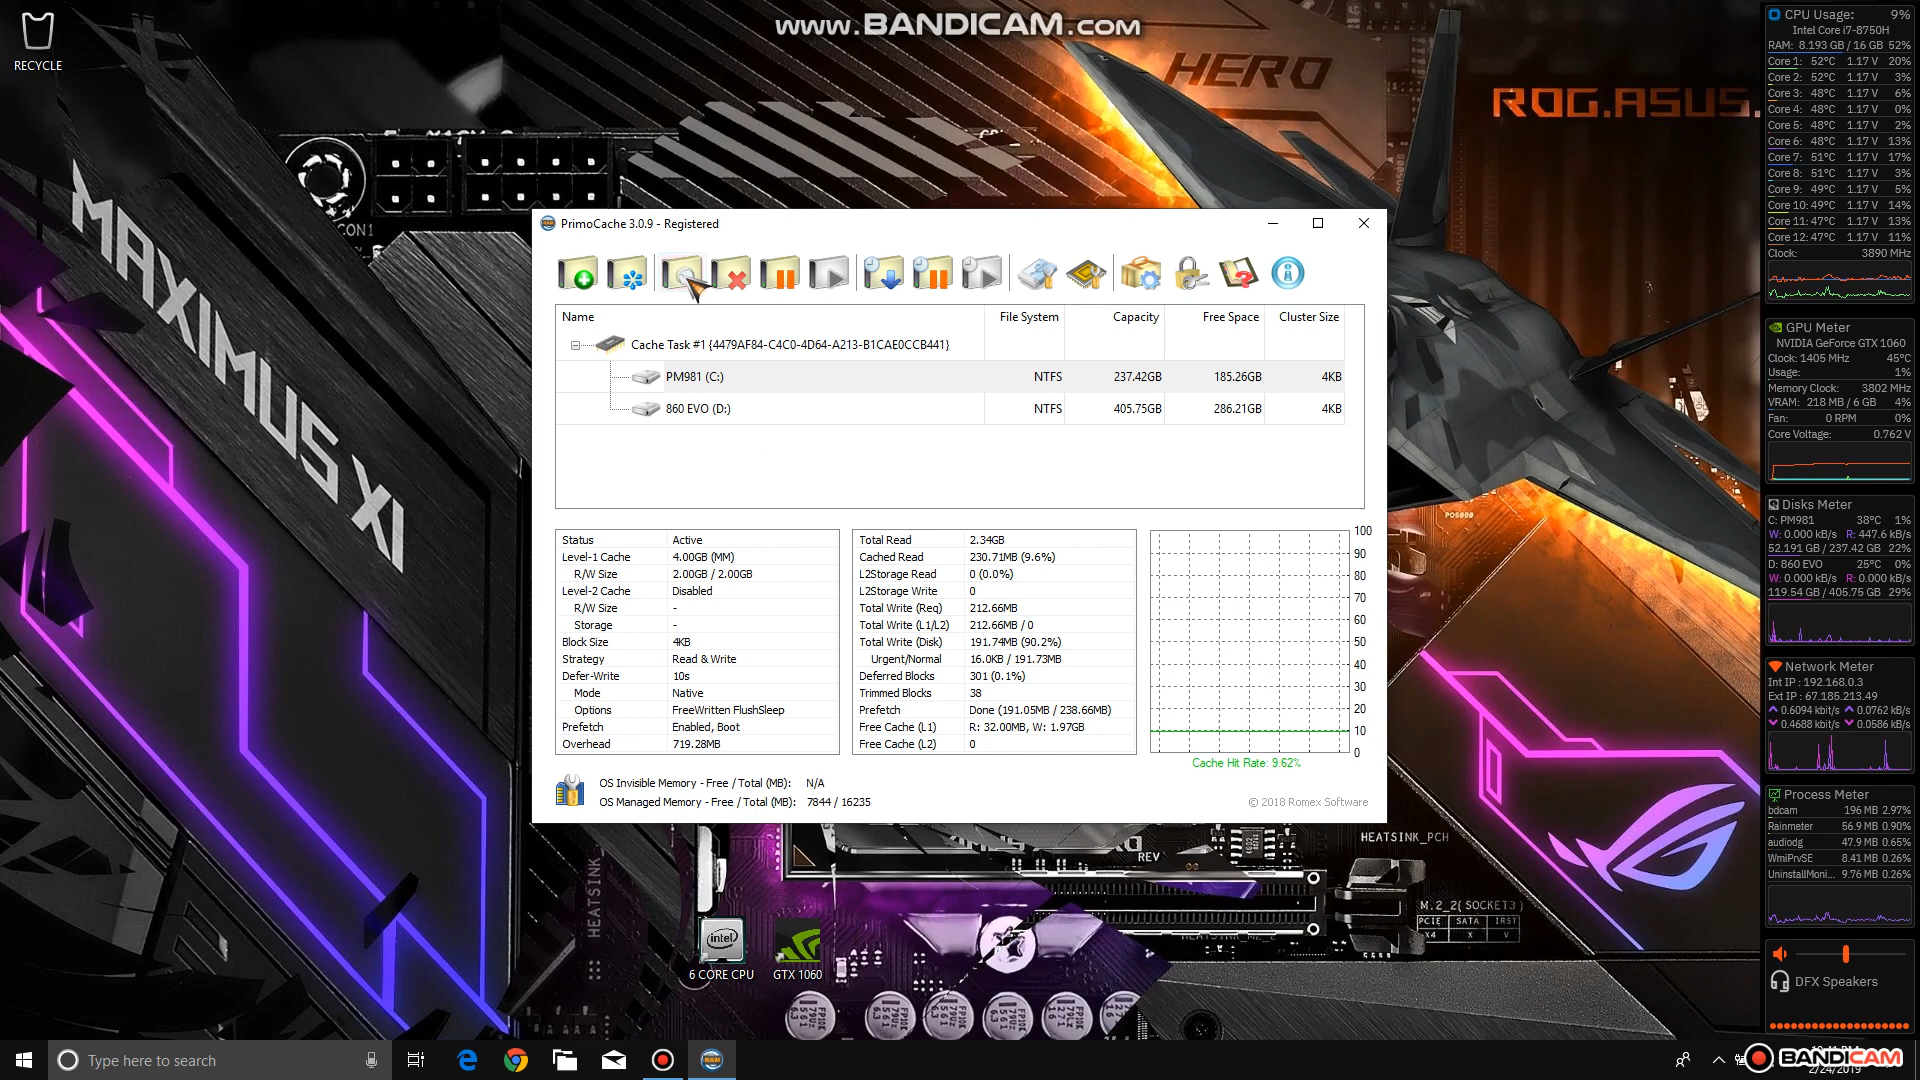 www.BANDICAM.com
RECYCLE
HERO
ROG.ASUS.
MAXIMUS XI
PrimoCache 3.0.9 - Registered
Name File System Capacity Free Space Cluster Size
Cache Task #1 {4479AF84-C4C0-4D64-A213-B1CAE0CCB441}
PM981 (C:) NTFS 237.42GB 185.26GB 4KB
860 EVO (D:) NTFS 405.75GB 286.21GB 4KB
Status Active
Level-1 Cache 4.00GB (MM)
R/W Size 2.00GB / 2.00GB
Level-2 Cache Disabled
R/W Size -
Storage -
Block Size 4KB
Strategy Read & Write
Defer-Write 10s
Mode Native
Options FreeWritten FlushSleep
Prefetch Enabled, Boot
Overhead 719.28MB
Total Read 2.34GB
Cached Read 230.71MB (9.6%)
L2Storage Read 0 (0.0%)
L2Storage Write 0
Total Write (Req) 212.66MB
Total Write (L1/L2) 212.66MB / 0
Total Write (Disk) 191.74MB (90.2%)
Urgent/Normal 16.0KB / 191.73MB
Deferred Blocks 301 (0.1%)
Trimmed Blocks 38
Prefetch Done (191.05MB / 238.66MB)
Free Cache (L1) R: 32.00MB, W: 1.97GB
Free Cache (L2) 0
100
90
80
70
60
50
40
30
20
10
0
Cache Hit Rate: 9.62%
OS Invisible Memory - Free / Total (MB): N/A
OS Managed Memory - Free / Total (MB): 7844 / 16235
© 2018 Romex Software
CPU Usage: 9%
Intel Core i7-8750H
RAM: 8.193 GB / 16 GB 52%
Core 1: 52°C 1.17 V 20%
Core 2: 52°C 1.17 V 3%
Core 3: 48°C 1.17 V 6%
Core 4: 48°C 1.17 V 0%
Core 5: 48°C 1.17 V 2%
Core 6: 48°C 1.17 V 13%
Core 7: 51°C 1.17 V 17%
Core 8: 51°C 1.17 V 3%
Core 9: 49°C 1.17 V 5%
Core 10: 49°C 1.17 V 14%
Core 11: 47°C 1.17 V 13%
Core 12: 47°C 1.17 V 11%
Clock: 3890 MHz
GPU Meter
NVIDIA GeForce GTX 1060
Clock: 1405 MHz 45°C
Usage: 1%
Memory Clock: 3802 MHz
VRAM: 218 MB / 6 GB 4%
Fan: 0 RPM 0%
Core Voltage: 0.762 V
Disks Meter
C: PM981 38°C 1%
W: 0.000 kB/s R: 447.6 kB/s
52.191 GB / 237.42 GB 22%
D: 860 EVO 25°C 0%
W: 0.000 kB/s R: 0.000 kB/s
119.54 GB / 405.75 GB 29%
Network Meter
Int IP : 192.168.0.3
Ext IP : 67.185.213.49
0.6094 kbit/s 0.0762 kB/s
0.4688 kbit/s 0.0586 kB/s
Process Meter
bdcam 196 MB 2.97%
Rainmeter 56.9 MB 0.90%
audiodg 47.9 MB 0.65%
WmiPrvSE 8.41 MB 0.26%
UninstallMoni... 9.76 MB 0.26%
DFX Speakers
HEATSINK_PCH
REV
M.2_2(SOCKET3)
PCIE SATA IRST
X4 X V
HEATSINK_
intel
6 CORE CPU
GTX 1060
Type here to search
2/24/2019
BANDICAM